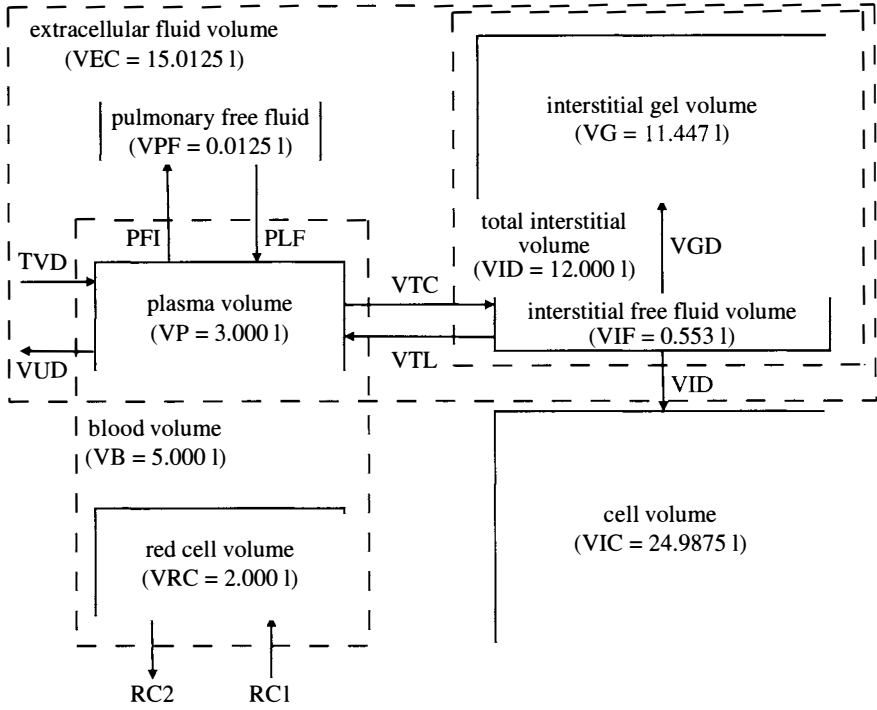 extracellular fluid volume
(VEC = 15.0125 l)
pulmonary free fluid
(VPF = 0.0125 l)
interstitial gel volume
(VG = 11.447 l)
PFI
PLF
total interstitial
volume
(VID = 12.000 l)
VGD
TVD
plasma volume
(VP = 3.000 l)
VTC
interstitial free fluid volume
(VIF = 0.553 l)
VUD
VTL
VID
blood volume
(VB = 5.000 l)
red cell volume
(VRC = 2.000 l)
cell volume
(VIC = 24.9875 l)
RC2
RC1